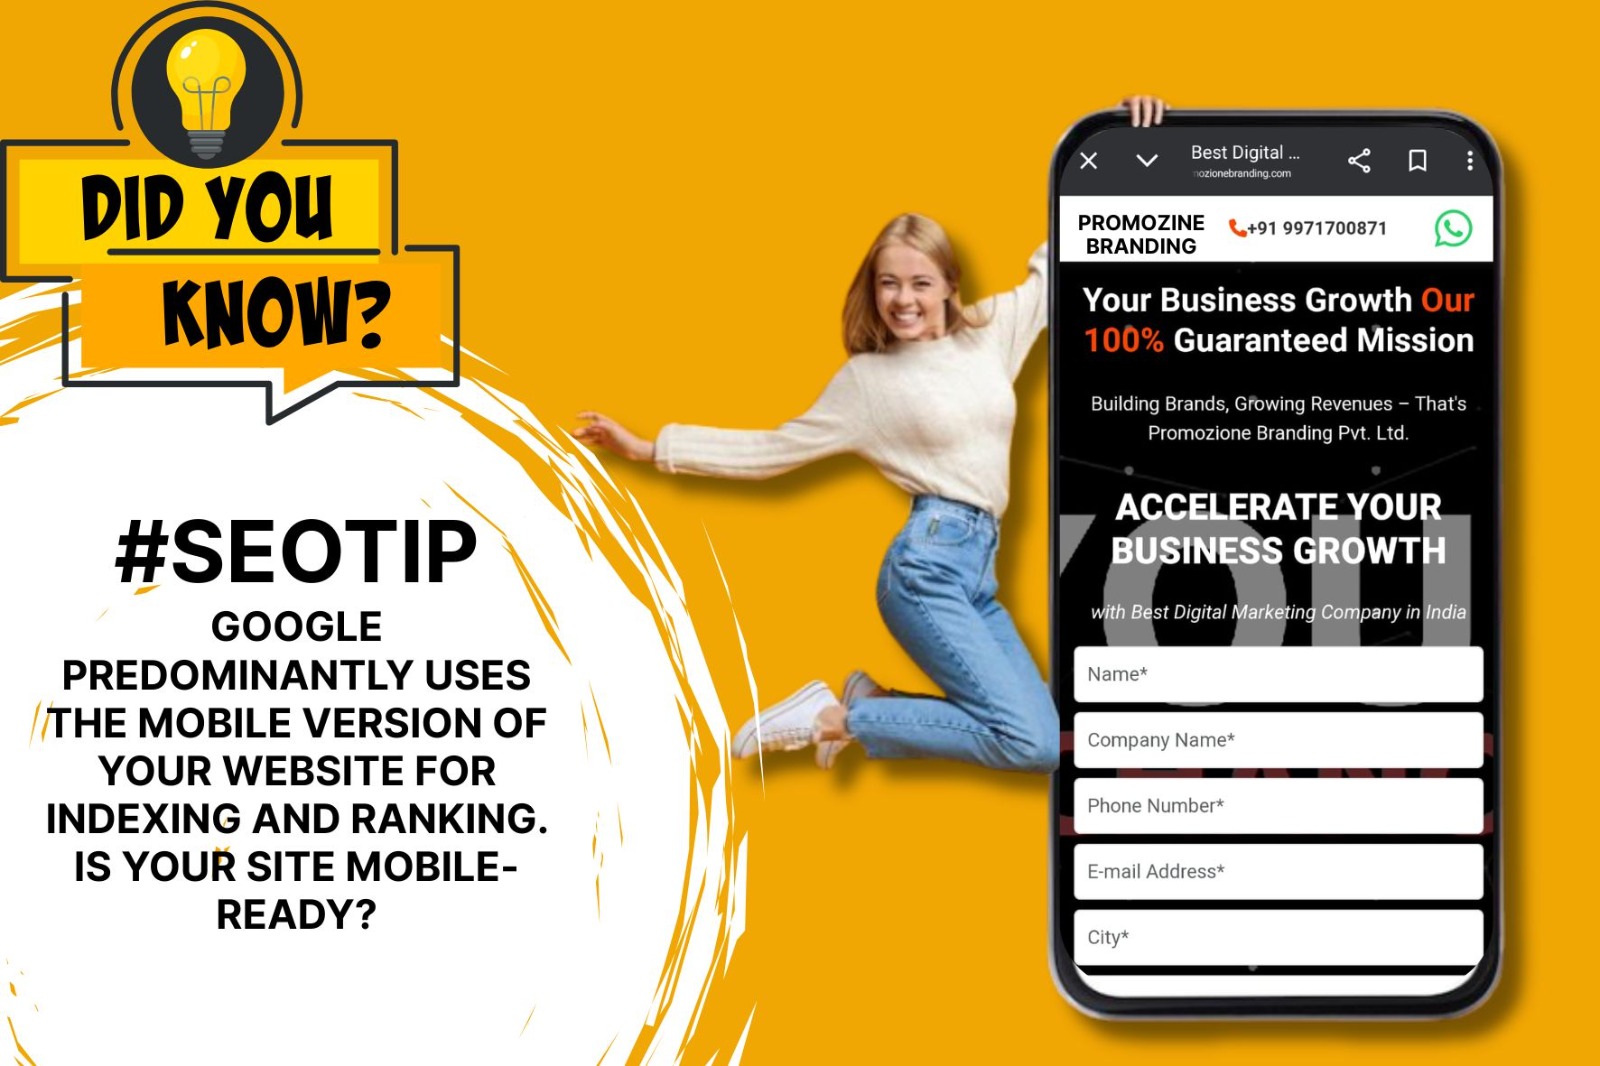 DID YOU
KNOW?
#SEOTIP
GOOGLE
PREDOMINANTLY USES
THE MOBILE VERSION OF
YOUR WEBSITE FOR
INDEXING AND RANKING.
IS YOUR SITE MOBILE-
READY?
Best Digital ...
nozionebranding.com
PROMOZINE
BRANDING
+91 9971700871
Your Business Growth Our
100% Guaranteed Mission
Building Brands, Growing Revenues – That's
Promozione Branding Pvt. Ltd.
ACCELERATE YOUR
BUSINESS GROWTH
with Best Digital Marketing Company in India
YOU
Name*
Company Name*
Phone Number*
E-mail Address*
City*